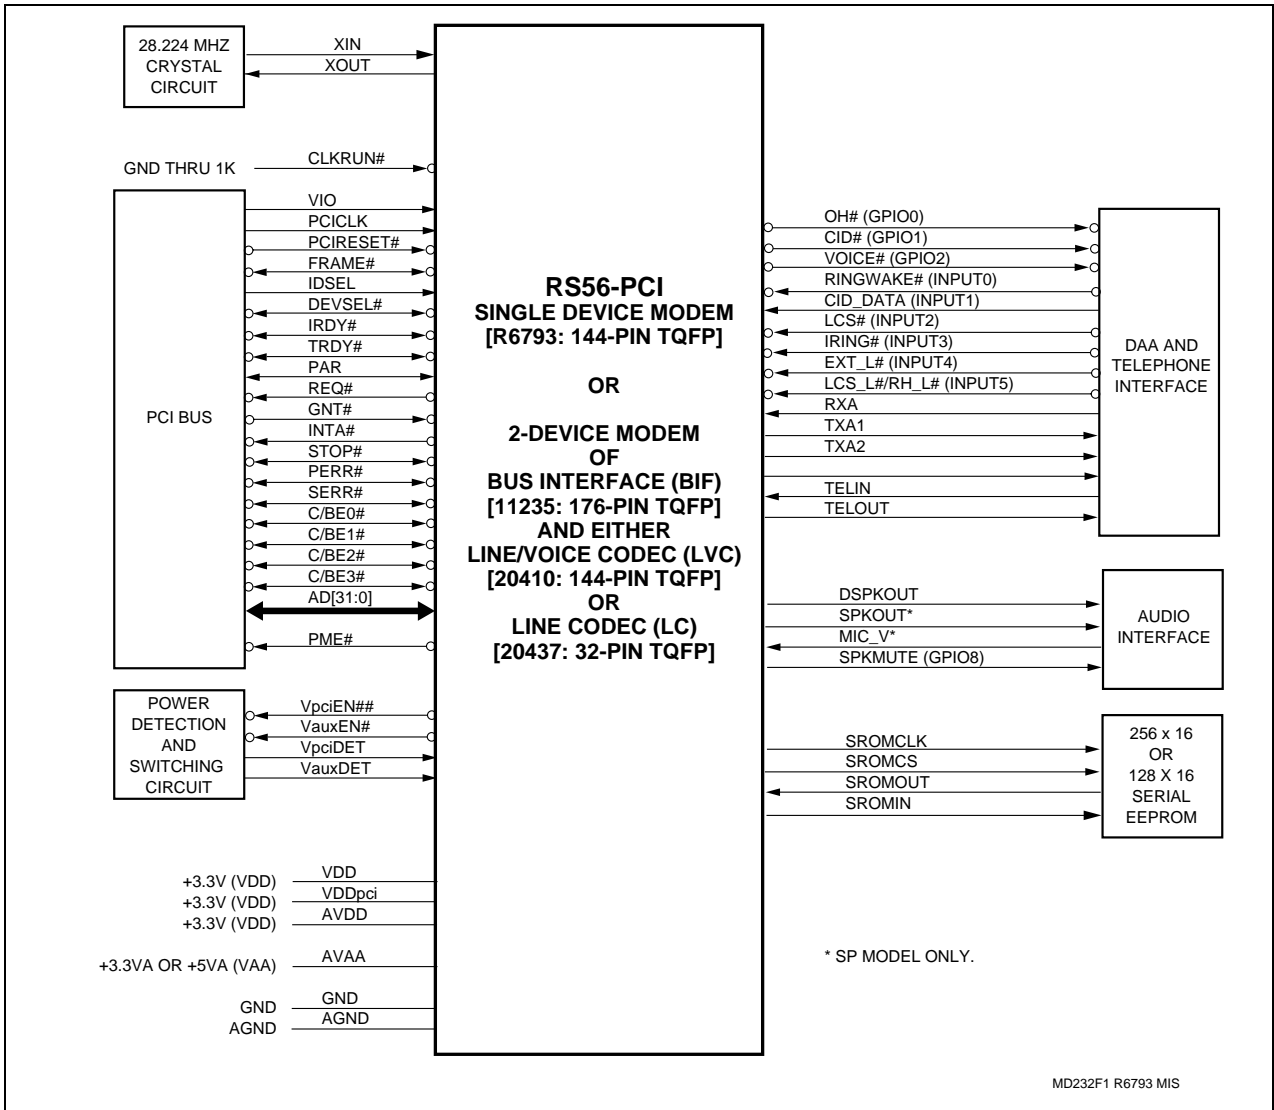 28.224 MHZ
CRYSTAL
CIRCUIT
XIN
XOUT
GND THRU 1K
CLKRUN#
PCI BUS
VIO
PCICLK
PCIRESET#
FRAME#
IDSEL
DEVSEL#
IRDY#
TRDY#
PAR
REQ#
GNT#
INTA#
STOP#
PERR#
SERR#
C/BE0#
C/BE1#
C/BE2#
C/BE3#
AD[31:0]
PME#
POWER
DETECTION
AND
SWITCHING
CIRCUIT
VpciEN##
VauxEN#
VpciDET
VauxDET
+3.3V (VDD)
VDD
+3.3V (VDD)
VDDpci
+3.3V (VDD)
AVDD
+3.3VA OR +5VA (VAA)
AVAA
GND
GND
AGND
AGND
RS56-PCI
SINGLE DEVICE MODEM
[R6793: 144-PIN TQFP]
OR
2-DEVICE MODEM
OF
BUS INTERFACE (BIF)
[11235: 176-PIN TQFP]
AND EITHER
LINE/VOICE CODEC (LVC)
[20410: 144-PIN TQFP]
OR
LINE CODEC (LC)
[20437: 32-PIN TQFP]
OH# (GPIO0)
CID# (GPIO1)
VOICE# (GPIO2)
RINGWAKE# (INPUT0)
CID_DATA (INPUT1)
LCS# (INPUT2)
IRING# (INPUT3)
EXT_L# (INPUT4)
LCS_L#/RH_L# (INPUT5)
RXA
TXA1
TXA2
TELIN
TELOUT
DAA AND
TELEPHONE
INTERFACE
DSPKOUT
SPKOUT*
MIC_V*
SPKMUTE (GPIO8)
AUDIO
INTERFACE
SROMCLK
SROMCS
SROMOUT
SROMIN
256 x 16
OR
128 X 16
SERIAL
EEPROM
* SP MODEL ONLY.
MD232F1 R6793 MIS